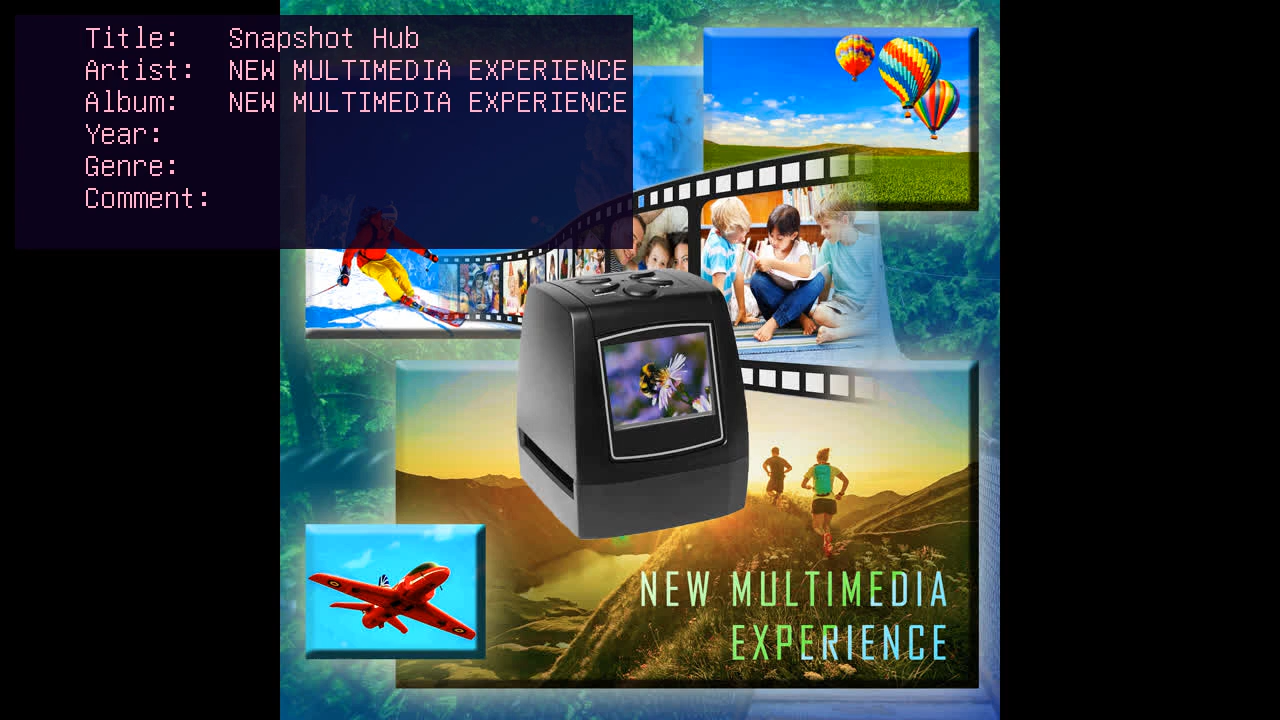 Title: Snapshot Hub
Artist: NEW MULTIMEDIA EXPERIENCE
Album: NEW MULTIMEDIA EXPERIENCE
Year:
Genre:
Comment:
NEW MULTIMEDIA
EXPERIENCE